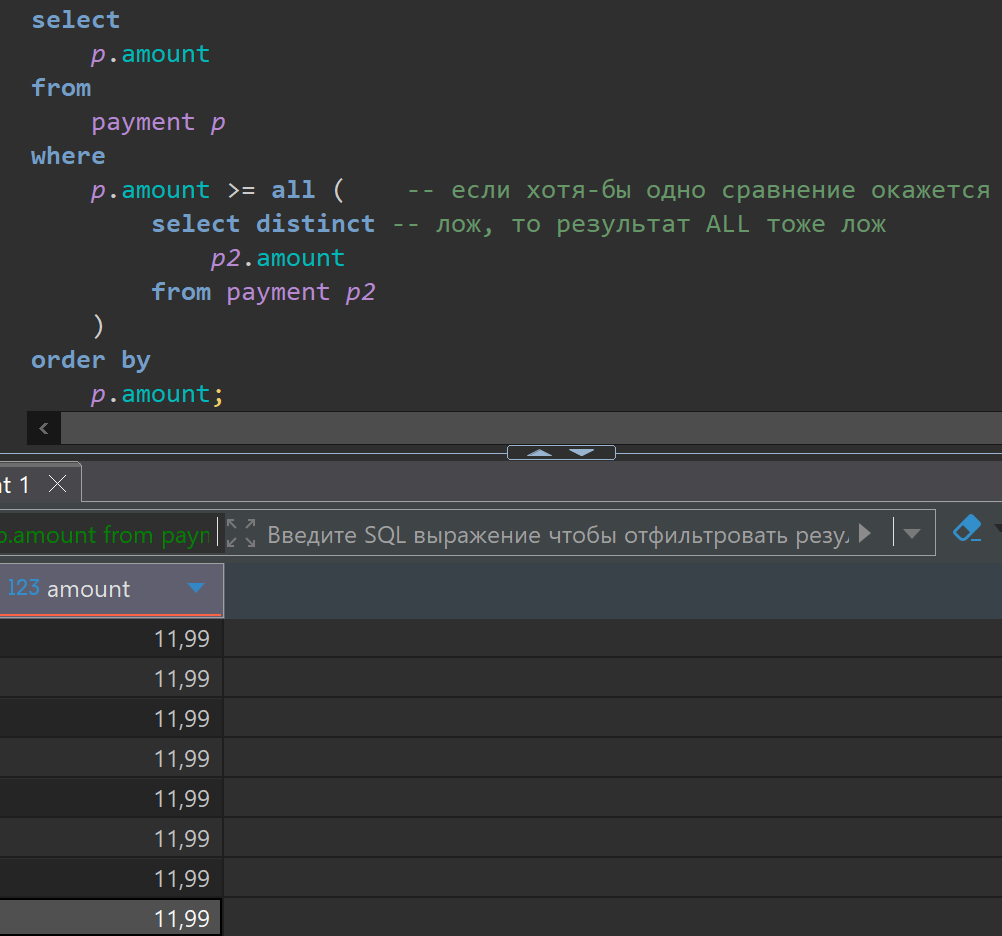 select
p.amount
from
payment p
where
p.amount >= all ( -- если хотя-бы одно сравнение окажется
select distinct -- лож, то результат ALL тоже лож
p2.amount
from payment p2
)
order by
p.amount;
<
t 1
p.amount from payn
Введите SQL выражение чтобы отфильтровать резу
123 amount
11,99
11,99
11,99
11,99
11,99
11,99
11,99
11,99